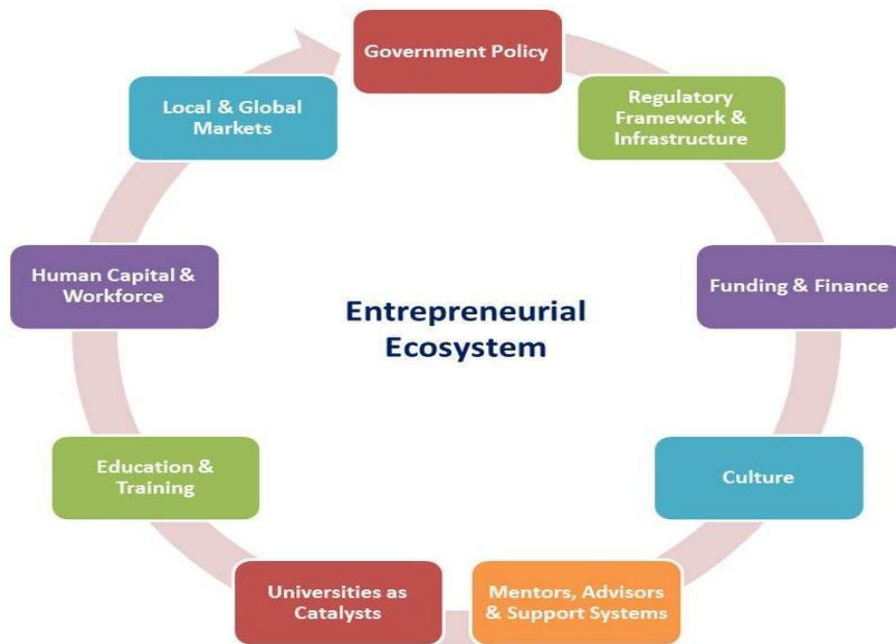 Government Policy
Regulatory
Framework &
Infrastructure
Funding & Finance
Culture
Mentors, Advisors
& Support Systems
Universities as
Catalysts
Education &
Training
Human Capital &
Workforce
Local & Global
Markets
Entrepreneurial
Ecosystem